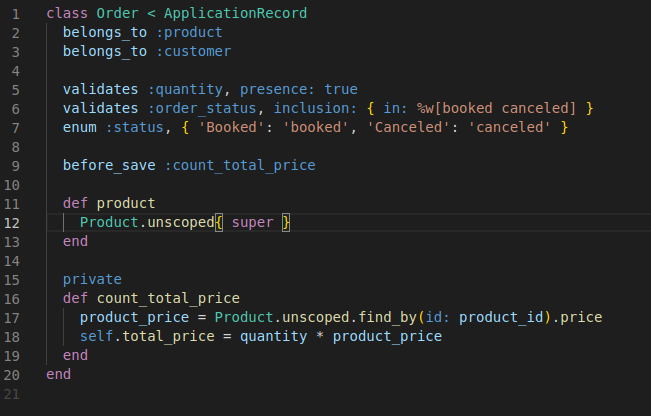 1 class Order < ApplicationRecord
2   belongs_to :product
3   belongs_to :customer
4
5   validates :quantity, presence: true
6   validates :order_status, inclusion: { in: %w[booked canceled] }
7   enum :status, { 'Booked': 'booked', 'Canceled': 'canceled' }
8
9   before_save :count_total_price
10
11   def product
12     Product.unscoped{ super }
13   end
14
15   private
16   def count_total_price
17     product_price = Product.unscoped.find_by(id: product_id).price
18     self.total_price = quantity * product_price
19   end
20 end
21